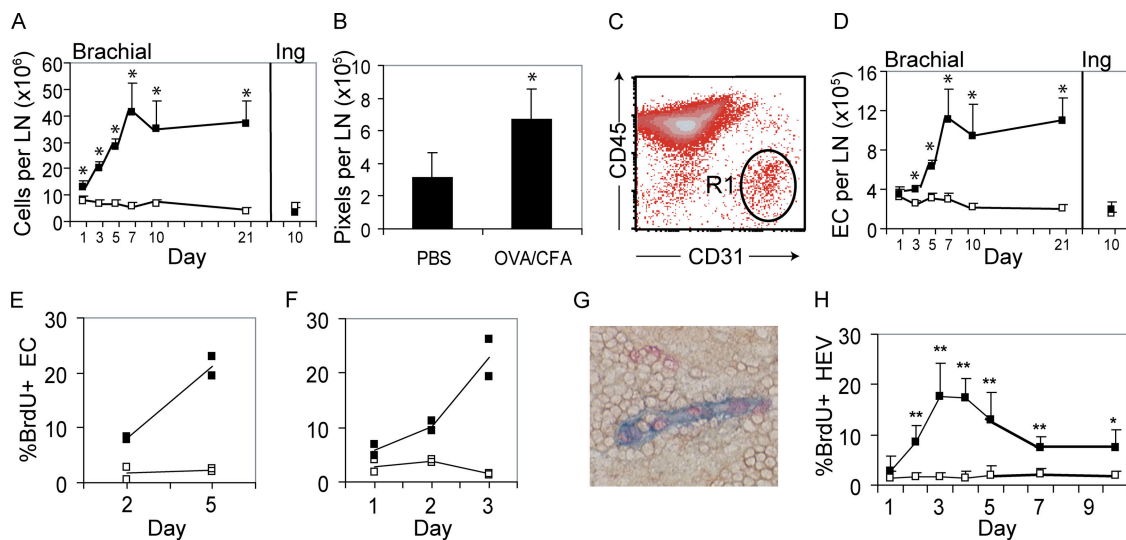 A
Brachial
Ing
Cells per LN (x10⁶)
60
50
40
30
20
10
0
* * * * * *
1 3 5 7 10 21 10
Day
B
Pixels per LN (x10⁵)
10
8
6
4
2
0
*
PBS OVA/CFA
C
CD45
R1
CD31
D
Brachial
Ing
EC per LN (x10⁵)
16
12
8
4
0
* * * * *
1 3 5 7 10 21 10
Day
E
%BrdU+ EC
30
20
10
0
2 5
Day
F
30
20
10
0
1 2 3
Day
G
H
%BrdU+ HEV
30
20
10
0
** ** ** ** ** *
1 3 5 7 9
Day